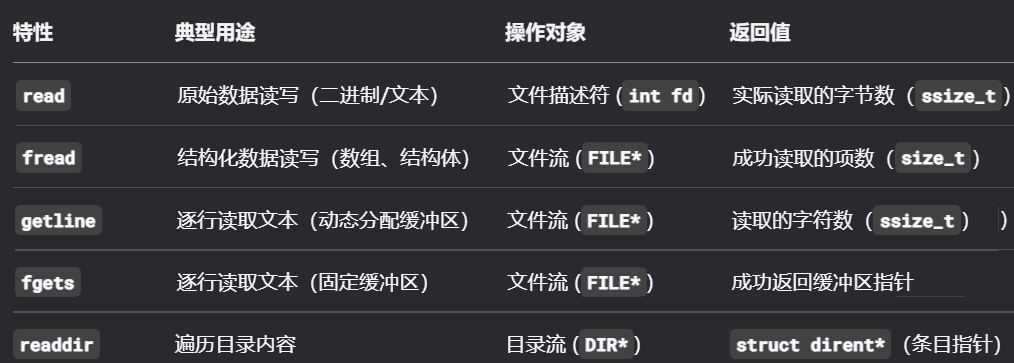 特性 典型用途 操作对象 返回值
read 原始数据读写（二进制/文本） 文件描述符 (int fd) 实际读取的字节数（ssize_t）
fread 结构化数据读写（数组、结构体） 文件流 (FILE*) 成功读取的项数（size_t）
getline 逐行读取文本（动态分配缓冲区） 文件流 (FILE*) 读取的字符数（ssize_t） )
fgets 逐行读取文本（固定缓冲区） 文件流 (FILE*) 成功返回缓冲区指针
readdir 遍历目录内容 目录流 (DIR*) struct dirent*（条目指针）